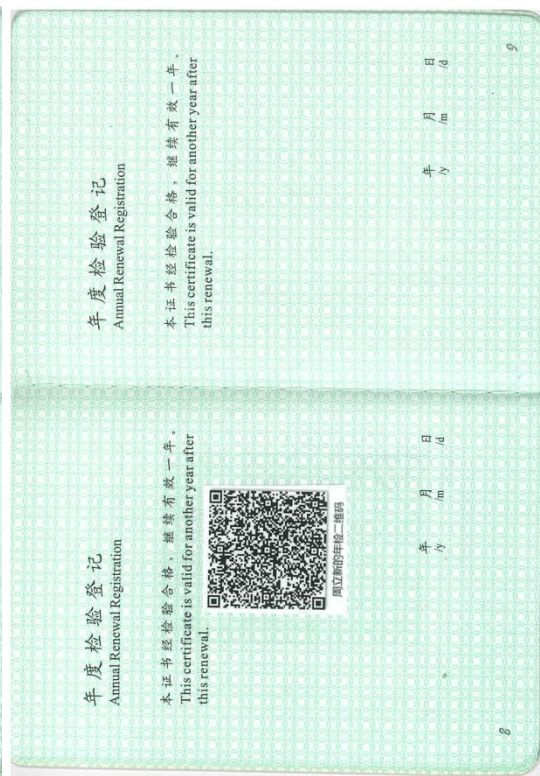 年度检验登记
Annual Renewal Registration
本证书经检验合格，继续有效一年。
This certificate is valid for another year after
this renewal.
周立新的年检二维码
年 月 日
/y /m /d
8
年度检验登记
Annual Renewal Registration
本证书经检验合格，继续有效一年。
This certificate is valid for another year after
this renewal.
年 月 日
/y /m /d
9